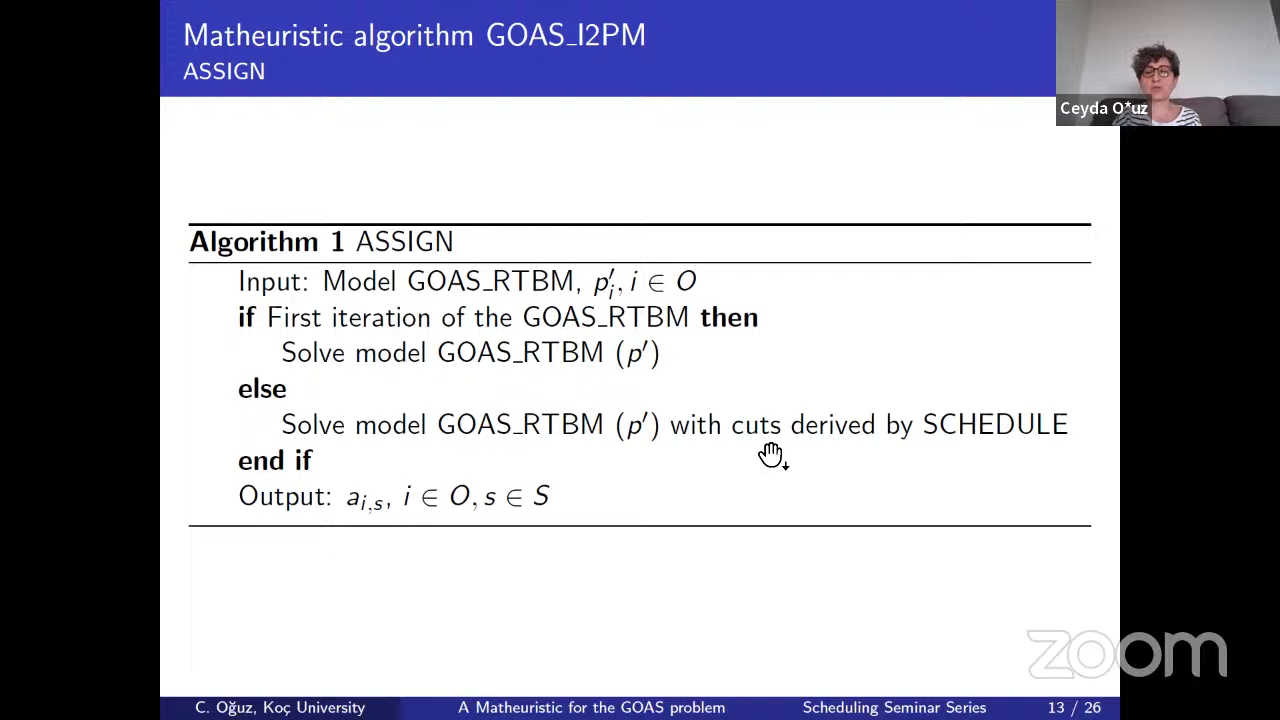 Matheuristic algorithm GOAS_I2PM
ASSIGN
Ceyda O*uz
Algorithm 1 ASSIGN
Input: Model GOAS_RTBM, p′ᵢ, i ∈ O
if First iteration of the GOAS_RTBM then
Solve model GOAS_RTBM (p′)
else
Solve model GOAS_RTBM (p′) with cuts derived by SCHEDULE
end if
Output: aᵢ,ₛ, i ∈ O, s ∈ S
zoom
C. Oğuz, Koç University
A Matheuristic for the GOAS problem
Scheduling Seminar Series
13 / 26